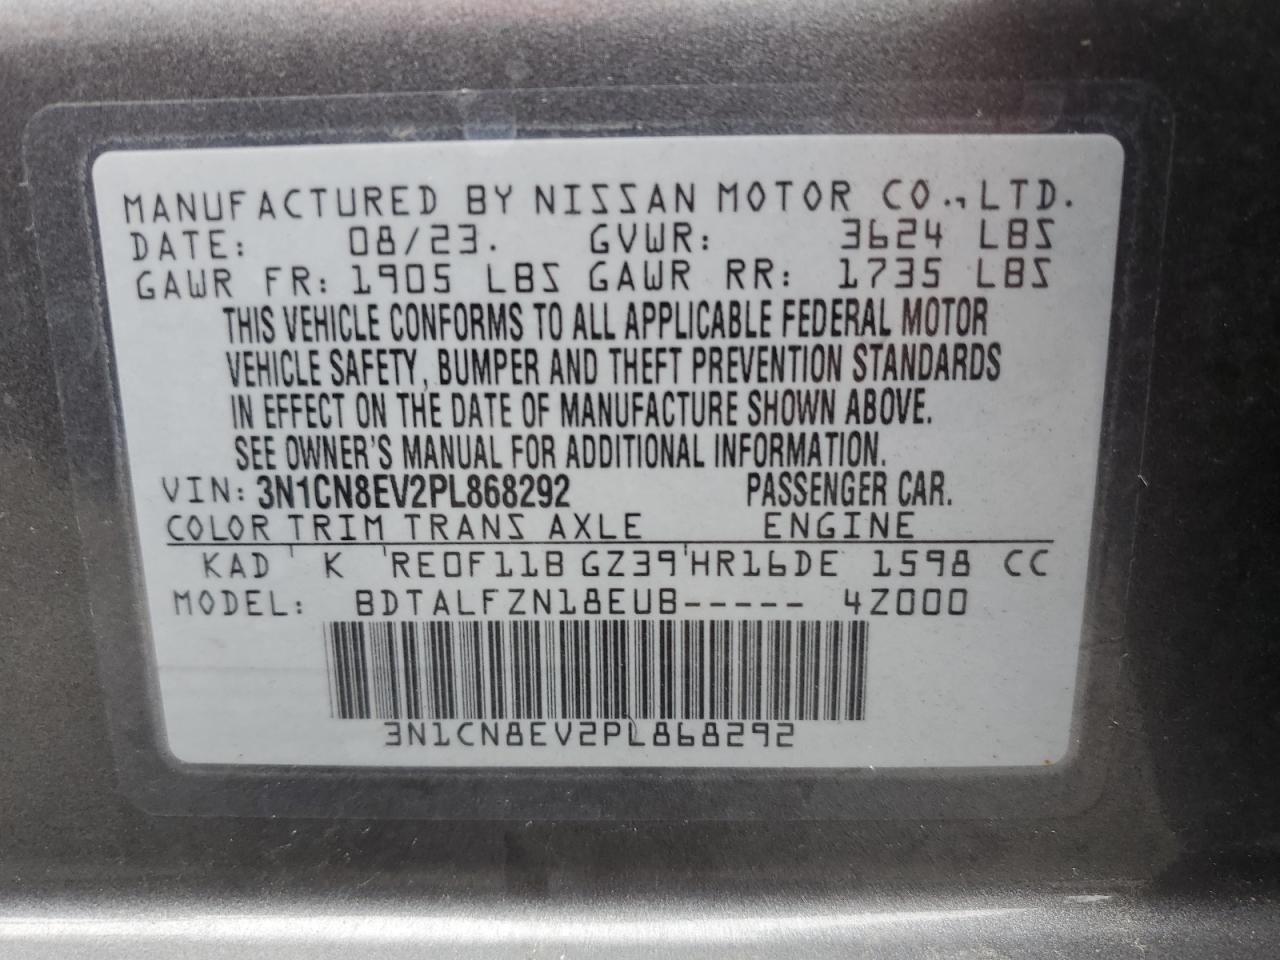 MANUFACTURED BY NISSAN MOTOR CO., LTD.
DATE: 08/23. GVWR: 3624 LBS
GAWR FR: 1905 LBS GAWR RR: 1735 LBS
THIS VEHICLE CONFORMS TO ALL APPLICABLE FEDERAL MOTOR
VEHICLE SAFETY, BUMPER AND THEFT PREVENTION STANDARDS
IN EFFECT ON THE DATE OF MANUFACTURE SHOWN ABOVE.
SEE OWNER'S MANUAL FOR ADDITIONAL INFORMATION.
VIN: 3N1CN8EV2PL868292 PASSENGER CAR.
COLOR TRIM TRANS AXLE ENGINE
KAD ' K 'RE0F11B GZ39'HR16DE 1598 CC
MODEL: BDTALFZN18EUB----- 4Z000
3N1CN8EV2PL868292